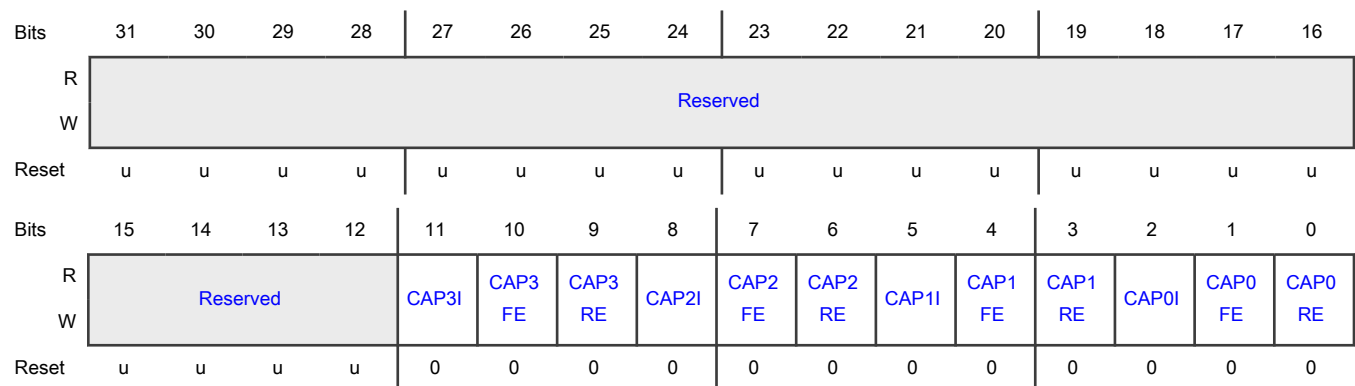 Bits 31 30 29 28 27 26 25 24 23 22 21 20 19 18 17 16
R
Reserved
W
Reset u u u u u u u u u u u u u u u u
Bits 15 14 13 12 11 10 9 8 7 6 5 4 3 2 1 0
R CAP3 CAP3 CAP2 CAP2 CAP1 CAP1 CAP0 CAP0
Reserved CAP3I CAP2I CAP1I CAP0I
W FE RE FE RE FE RE FE RE
Reset u u u u 0 0 0 0 0 0 0 0 0 0 0 0